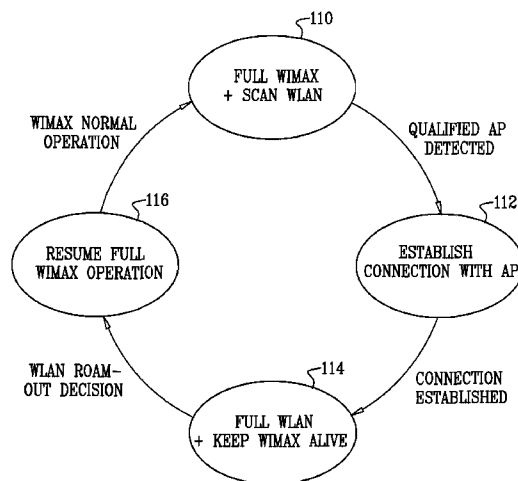 110
FULL WIMAX
+ SCAN WLAN
WIMAX NORMAL
OPERATION
QUALIFIED AP
DETECTED
116
112
RESUME FULL
WIMAX OPERATION
ESTABLISH
CONNECTION WITH AP
WLAN ROAM-
OUT DECISION
114
CONNECTION
ESTABLISHED
FULL WLAN
+ KEEP WIMAX ALIVE